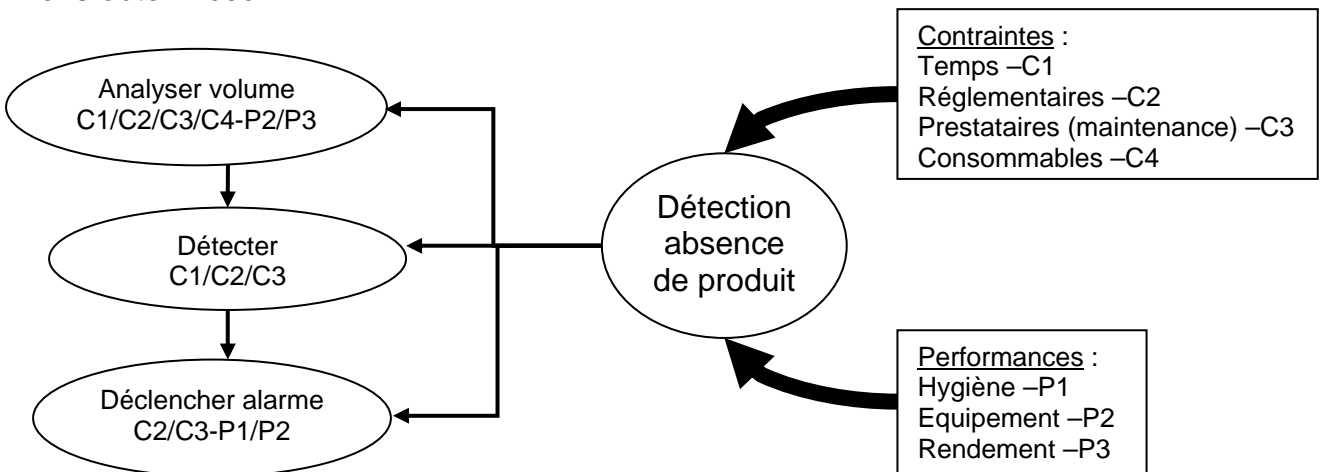 Analyser volume
C1/C2/C3/C4-P2/P3
Détecter
C1/C2/C3
Déclencher alarme
C2/C3-P1/P2
Détection
absence
de produit
Contraintes :
Temps –C1
Réglementaires –C2
Prestataires (maintenance) –C3
Consommables –C4
Performances :
Hygiène –P1
Equipement –P2
Rendement –P3